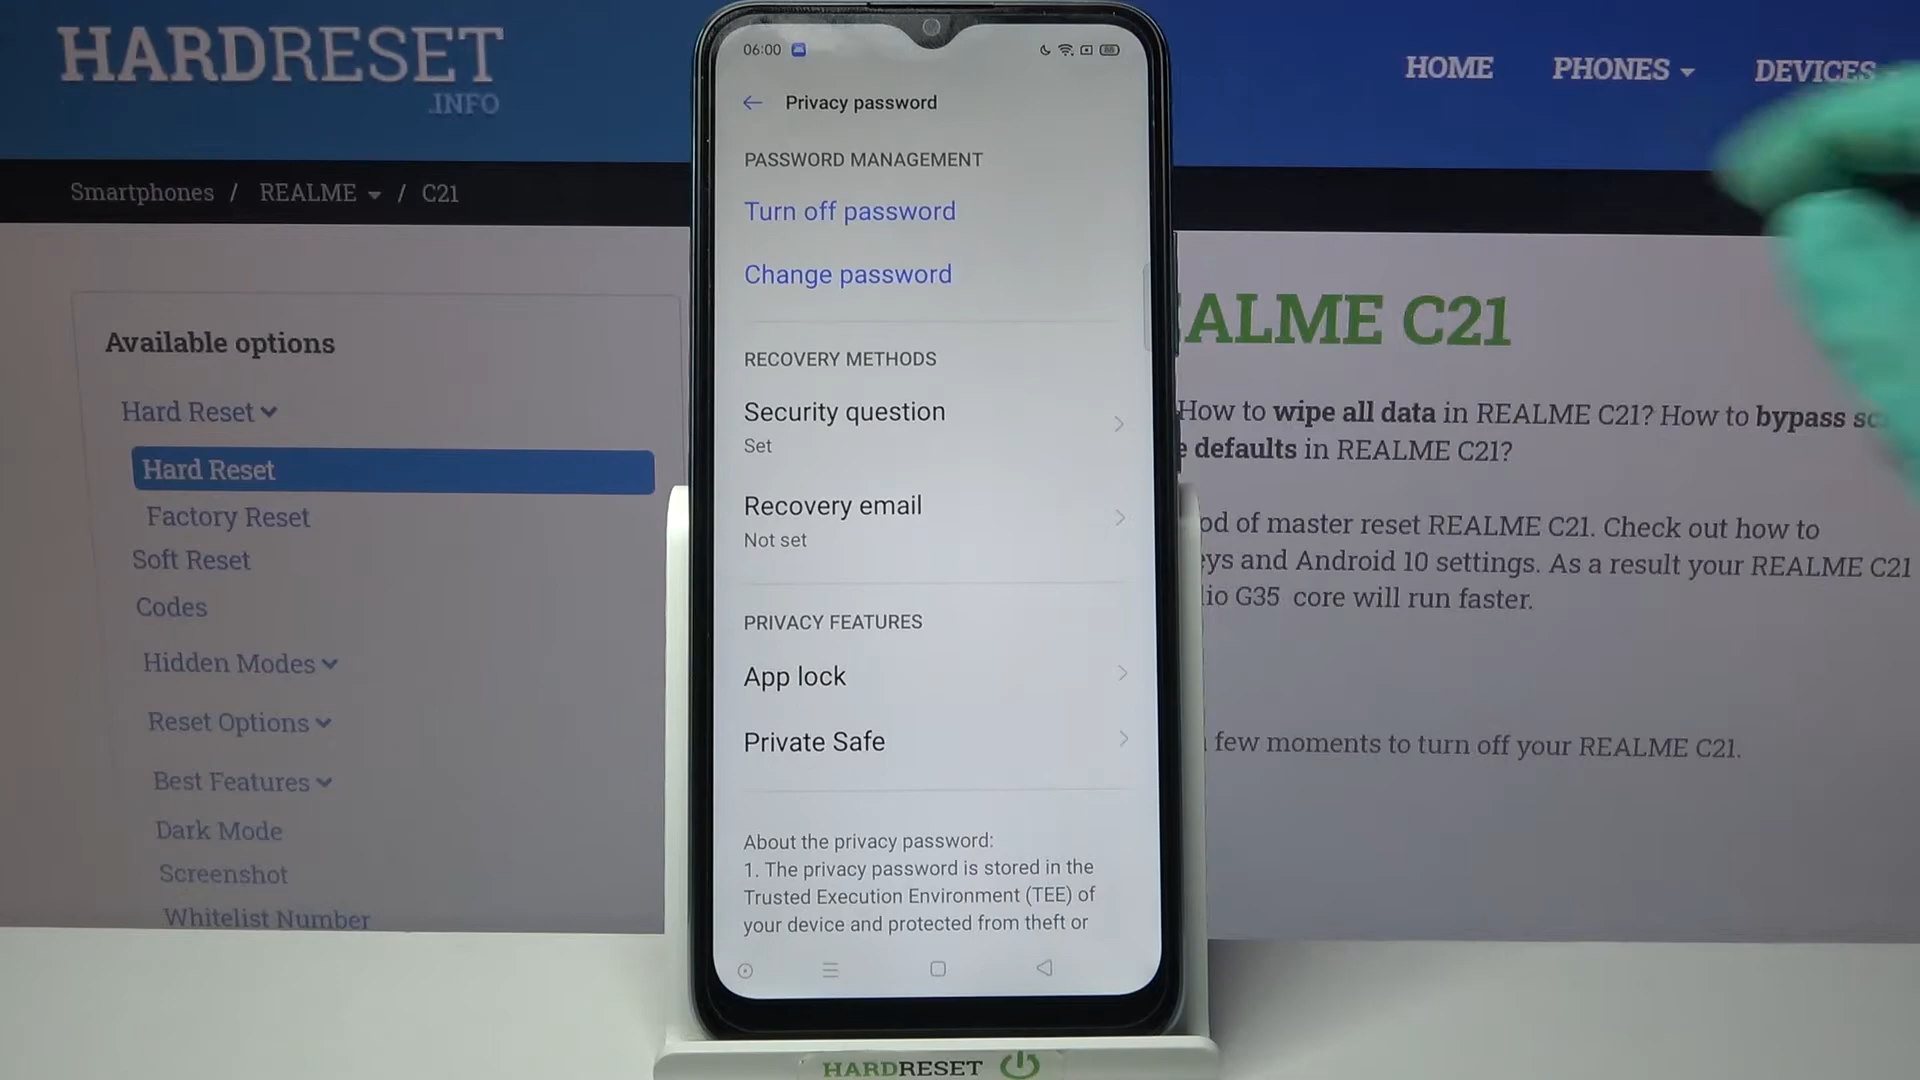 HARDRESET
.INFO
HOME PHONES DEVICES
Smartphones / REALME / C21
Available options
Hard Reset
Hard Reset
Factory Reset
Soft Reset
Codes
Hidden Modes
Reset Options
Best Features
Dark Mode
Screenshot
Whitelist Number
06:00
88
Privacy password
PASSWORD MANAGEMENT
Turn off password
Change password
RECOVERY METHODS
Security question
Set
Recovery email
Not set
PRIVACY FEATURES
App lock
Private Safe
About the privacy password:
1. The privacy password is stored in the
Trusted Execution Environment (TEE) of
your device and protected from theft or
EALME C21
How to wipe all data in REALME C21? How to bypass sc
e defaults in REALME C21?
od of master reset REALME C21. Check out how to
eys and Android 10 settings. As a result your REALME C21
lio G35 core will run faster.
few moments to turn off your REALME C21.
HARDRESET